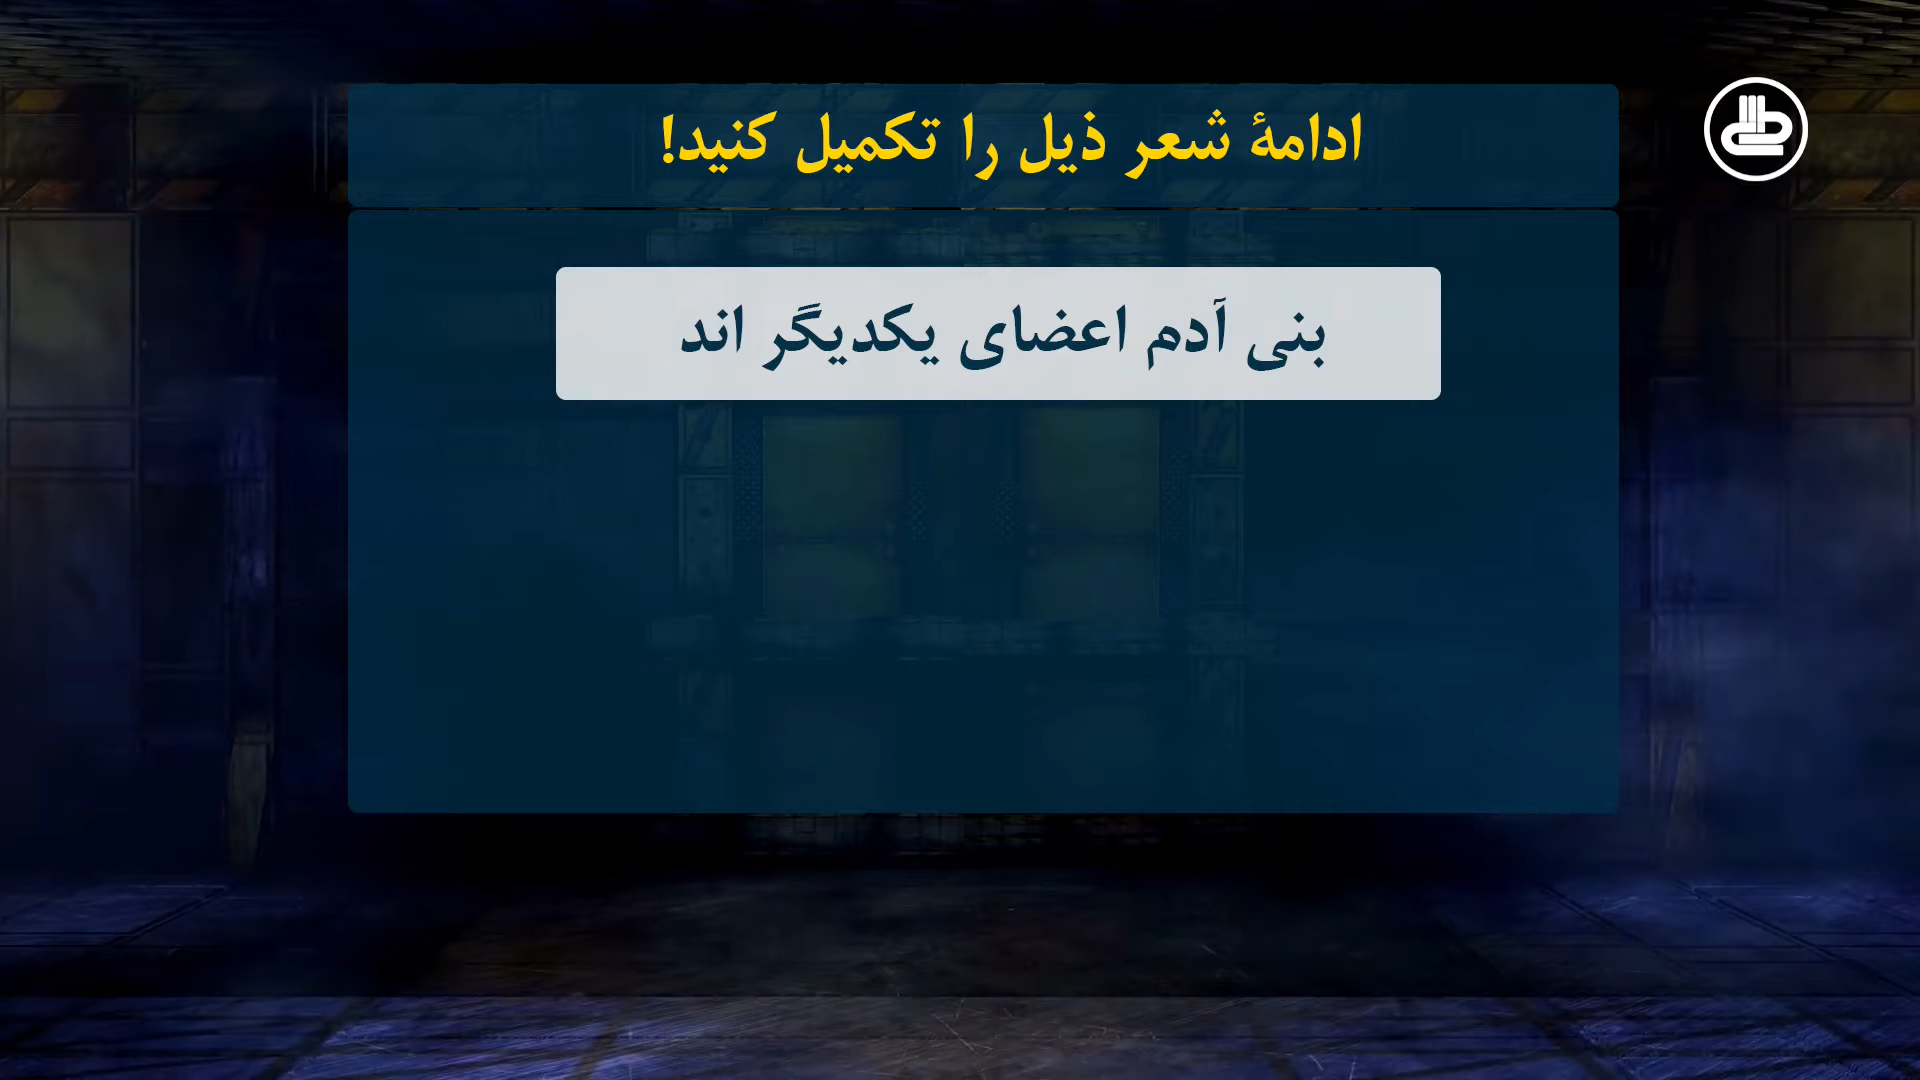 ادامهٔ شعر ذیل را تکمیل کنید!
بنی آدم اعضای یکدیگر اند